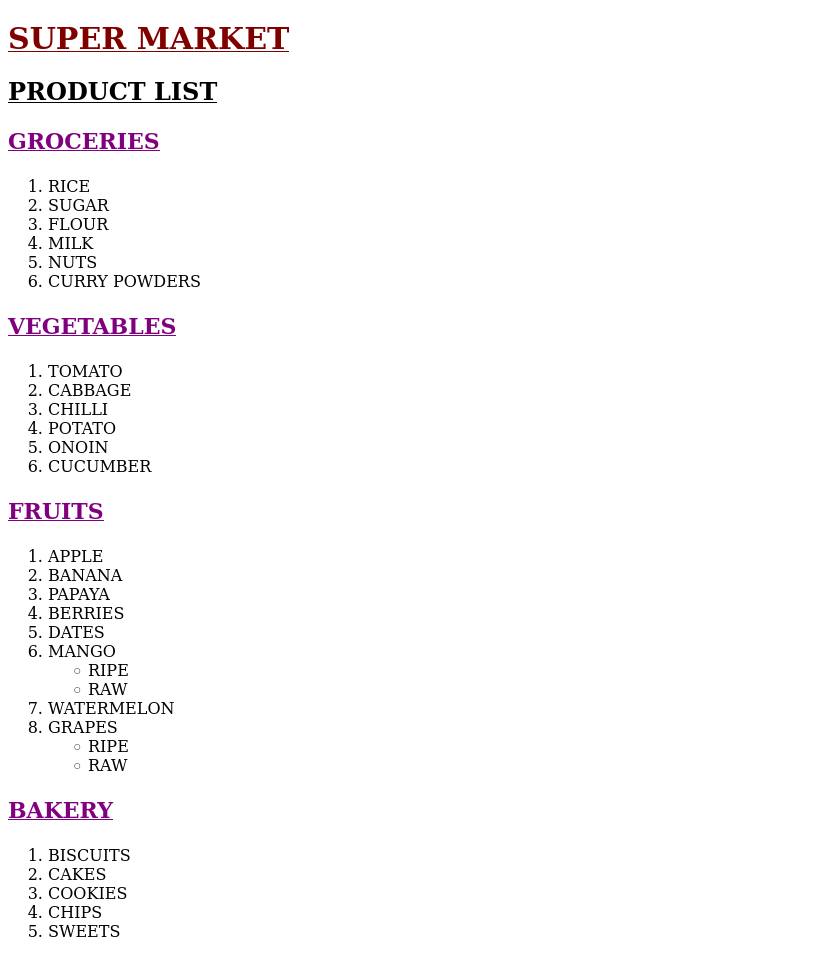 SUPER MARKET
PRODUCT LIST
GROCERIES
1. RICE
2. SUGAR
3. FLOUR
4. MILK
5. NUTS
6. CURRY POWDERS
VEGETABLES
1. TOMATO
2. CABBAGE
3. CHILLI
4. POTATO
5. ONOIN
6. CUCUMBER
FRUITS
1. APPLE
2. BANANA
3. PAPAYA
4. BERRIES
5. DATES
6. MANGO
○ RIPE
○ RAW
7. WATERMELON
8. GRAPES
○ RIPE
○ RAW
BAKERY
1. BISCUITS
2. CAKES
3. COOKIES
4. CHIPS
5. SWEETS